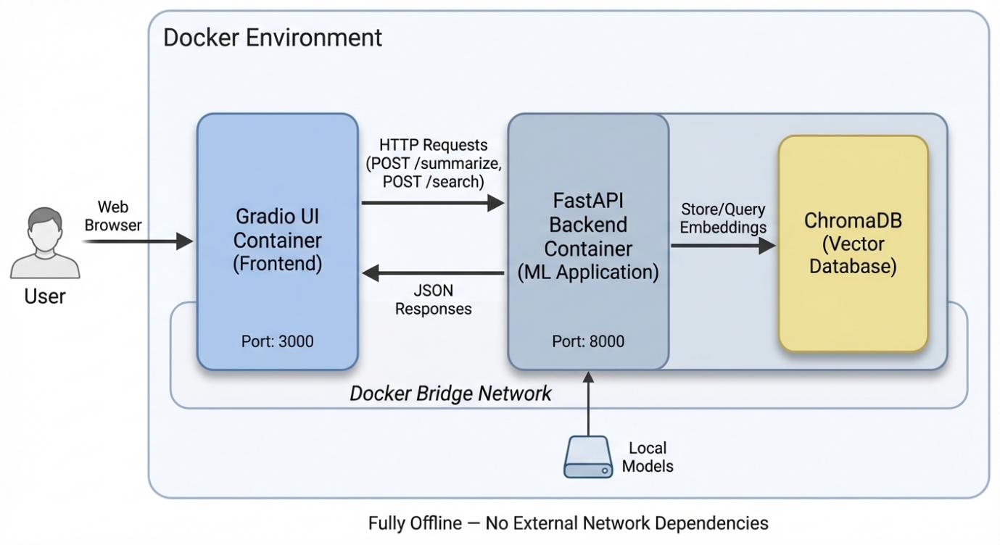 Docker Environment
Web
Browser
User
Gradio UI
Container
(Frontend)
Port: 3000
HTTP Requests
(POST /summarize,
POST /search)
JSON
Responses
FastAPI
Backend
Container
(ML Application)
Port: 8000
Store/Query
Embeddings
ChromaDB
(Vector
Database)
Docker Bridge Network
Local
Models
Fully Offline — No External Network Dependencies